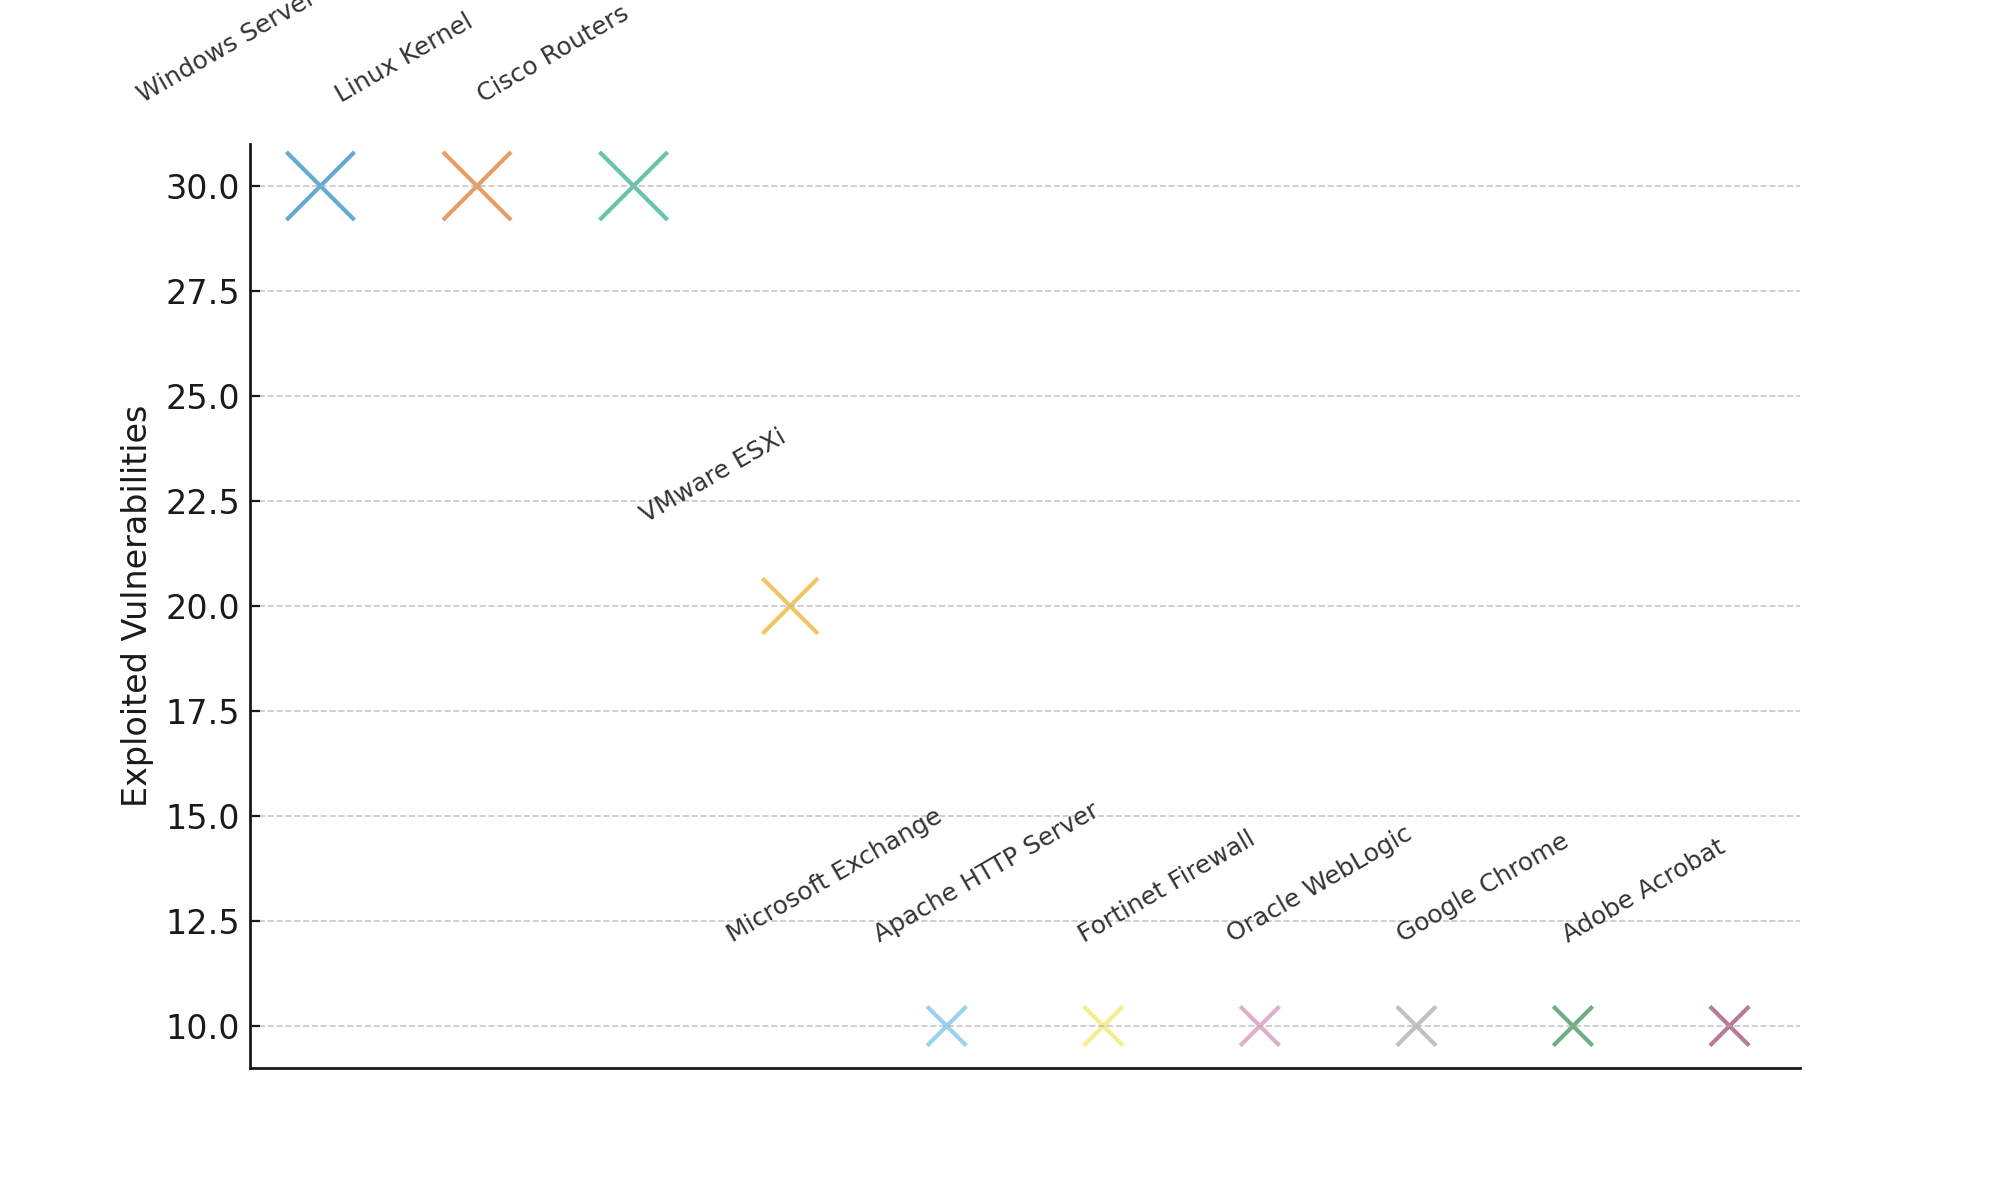 Windows Server
Linux Kernel
Cisco Routers
30.0
27.5
25.0
VMware ESXi
22.5
20.0
17.5
15.0
Microsoft Exchange
Apache HTTP Server
Fortinet Firewall
Oracle WebLogic
Google Chrome
Adobe Acrobat
12.5
10.0
Exploited Vulnerabilities